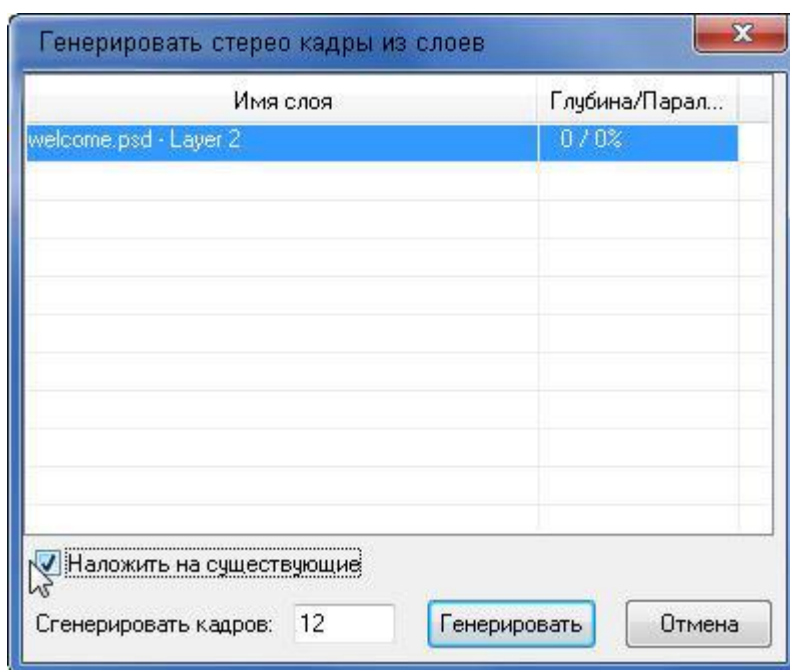 Генерировать стерео кадры из слоев
Имя слоя Глубина/Парал...
welcome.psd - Layer 2 0 / 0%
Наложить на существующие
Сгенерировать кадров: 12 Генерировать Отмена